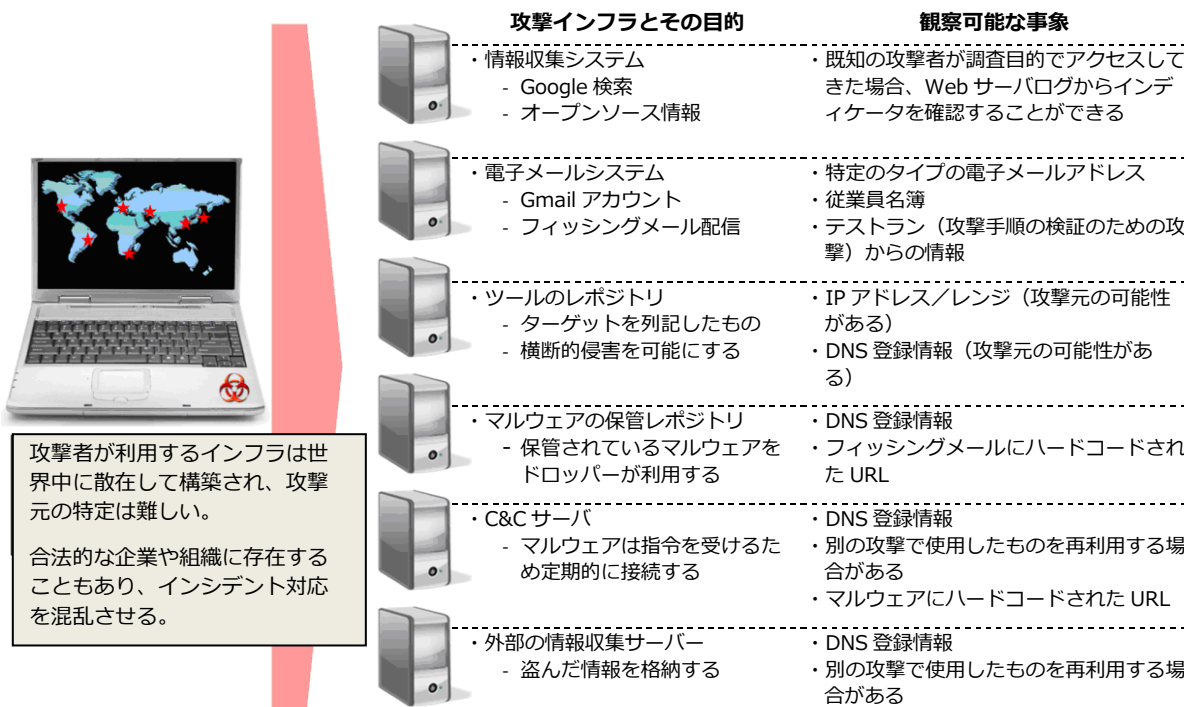 攻撃インフラとその目的
観察可能な事象
・情報収集システム
- Google 検索
- オープンソース情報
・既知の攻撃者が調査目的でアクセスして
きた場合、Web サーバログからインデ
ィケータを確認することができる
・電子メールシステム
- Gmail アカウント
- フィッシングメール配信
・特定のタイプの電子メールアドレス
・従業員名簿
・テストラン（攻撃手順の検証のための攻
撃）からの情報
・ツールのレポジトリ
- ターゲットを列記したもの
- 横断的侵害を可能にする
・IP アドレス／レンジ（攻撃元の可能性
がある）
・DNS 登録情報（攻撃元の可能性があ
る）
・マルウェアの保管レポジトリ
- 保管されているマルウェアを
ドロッパーが利用する
・DNS 登録情報
・フィッシングメールにハードコードされ
た URL
・C&C サーバ
- マルウェアは指令を受けるた
め定期的に接続する
・DNS 登録情報
・別の攻撃で使用したものを再利用する場
合がある
・マルウェアにハードコードされた URL
・外部の情報収集サーバー
- 盗んだ情報を格納する
・DNS 登録情報
・別の攻撃で使用したものを再利用する場
合がある
攻撃者が利用するインフラは世
界中に散在して構築され、攻撃
元の特定は難しい。
合法的な企業や組織に存在する
こともあり、インシデント対応
を混乱させる。